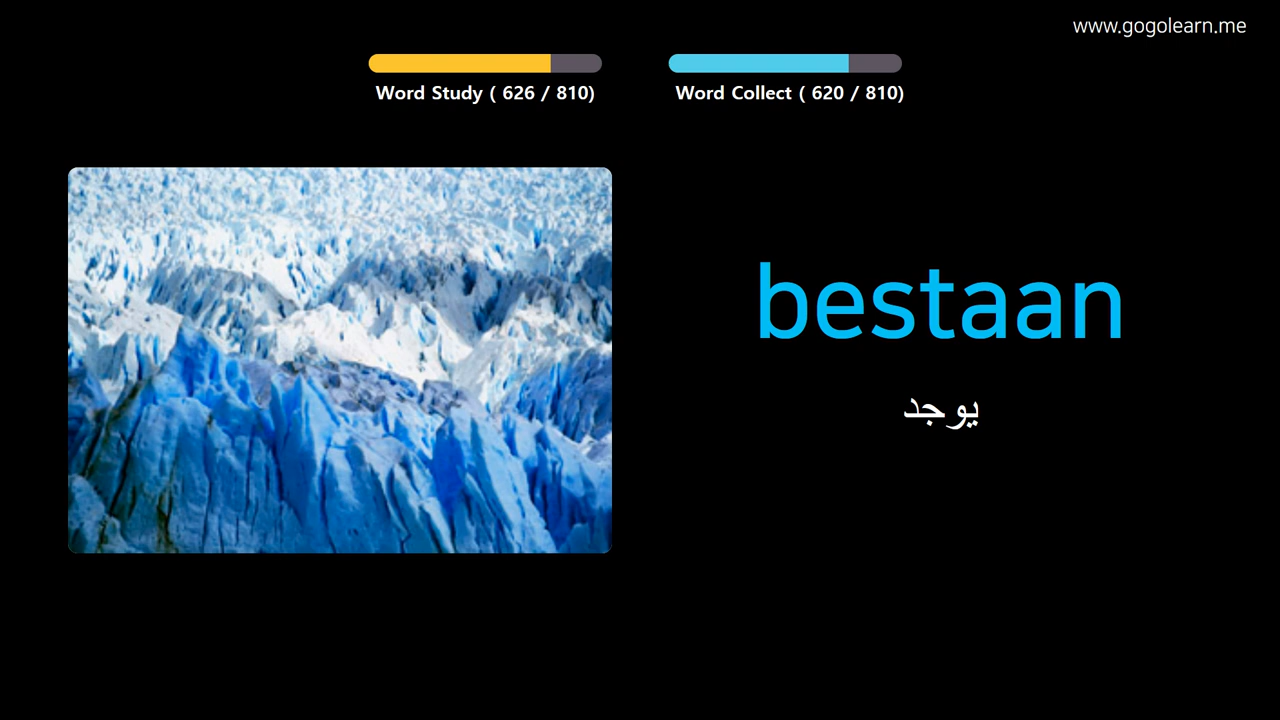 www.gogolearn.me
Word Study ( 626 / 810)
Word Collect ( 620 / 810)
bestaan
يوجد